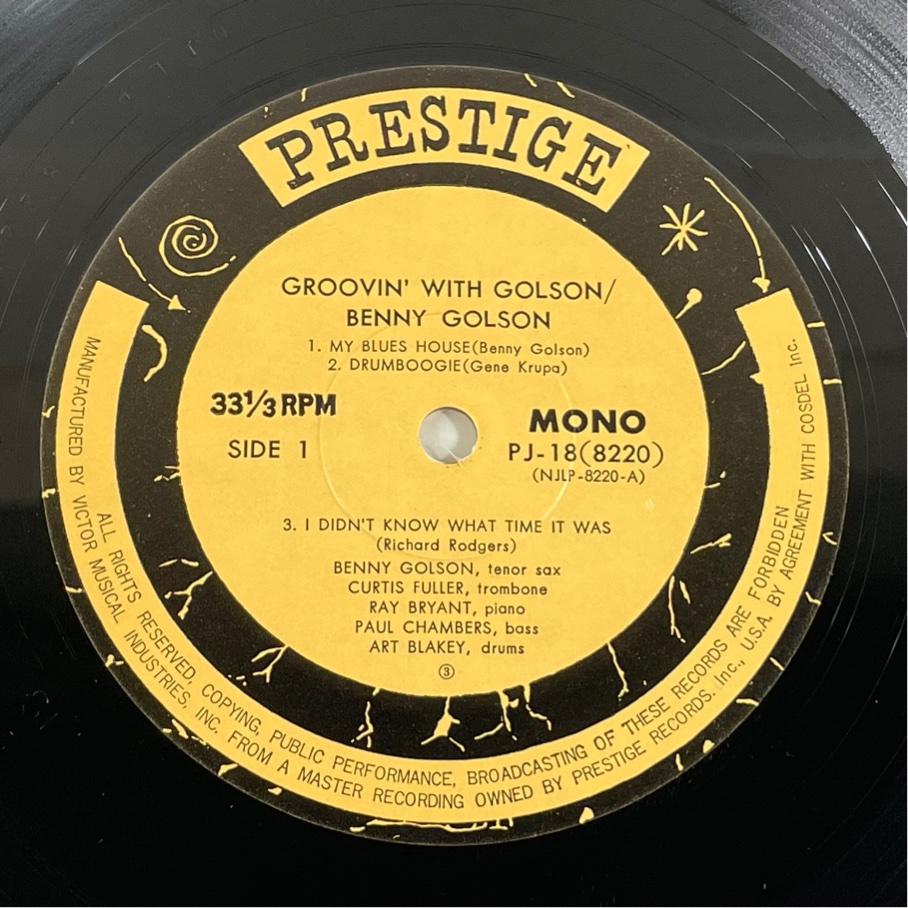 PRESTIGE
GROOVIN' WITH GOLSON/
BENNY GOLSON
1. MY BLUES HOUSE(Benny Golson)
2. DRUMBOOGIE(Gene Krupa)
33⅓ RPM
SIDE 1
MONO
PJ-18(8220)
(NJLP-8220-A)
3. I DIDN'T KNOW WHAT TIME IT WAS
(Richard Rodgers)
BENNY GOLSON, tenor sax
CURTIS FULLER, trombone
RAY BRYANT, piano
PAUL CHAMBERS, bass
ART BLAKEY, drums
③
ALL RIGHTS RESERVED, COPYING, PUBLIC PERFORMANCE, BROADCASTING OF THESE RECORDS ARE FORBIDDEN
MANUFACTURED BY VICTOR MUSICAL INDUSTRIES, INC. FROM A MASTER RECORDING OWNED BY PRESTIGE RECORDS. Inc., U.S.A. BY AGREEMENT WITH COSDEL Inc.